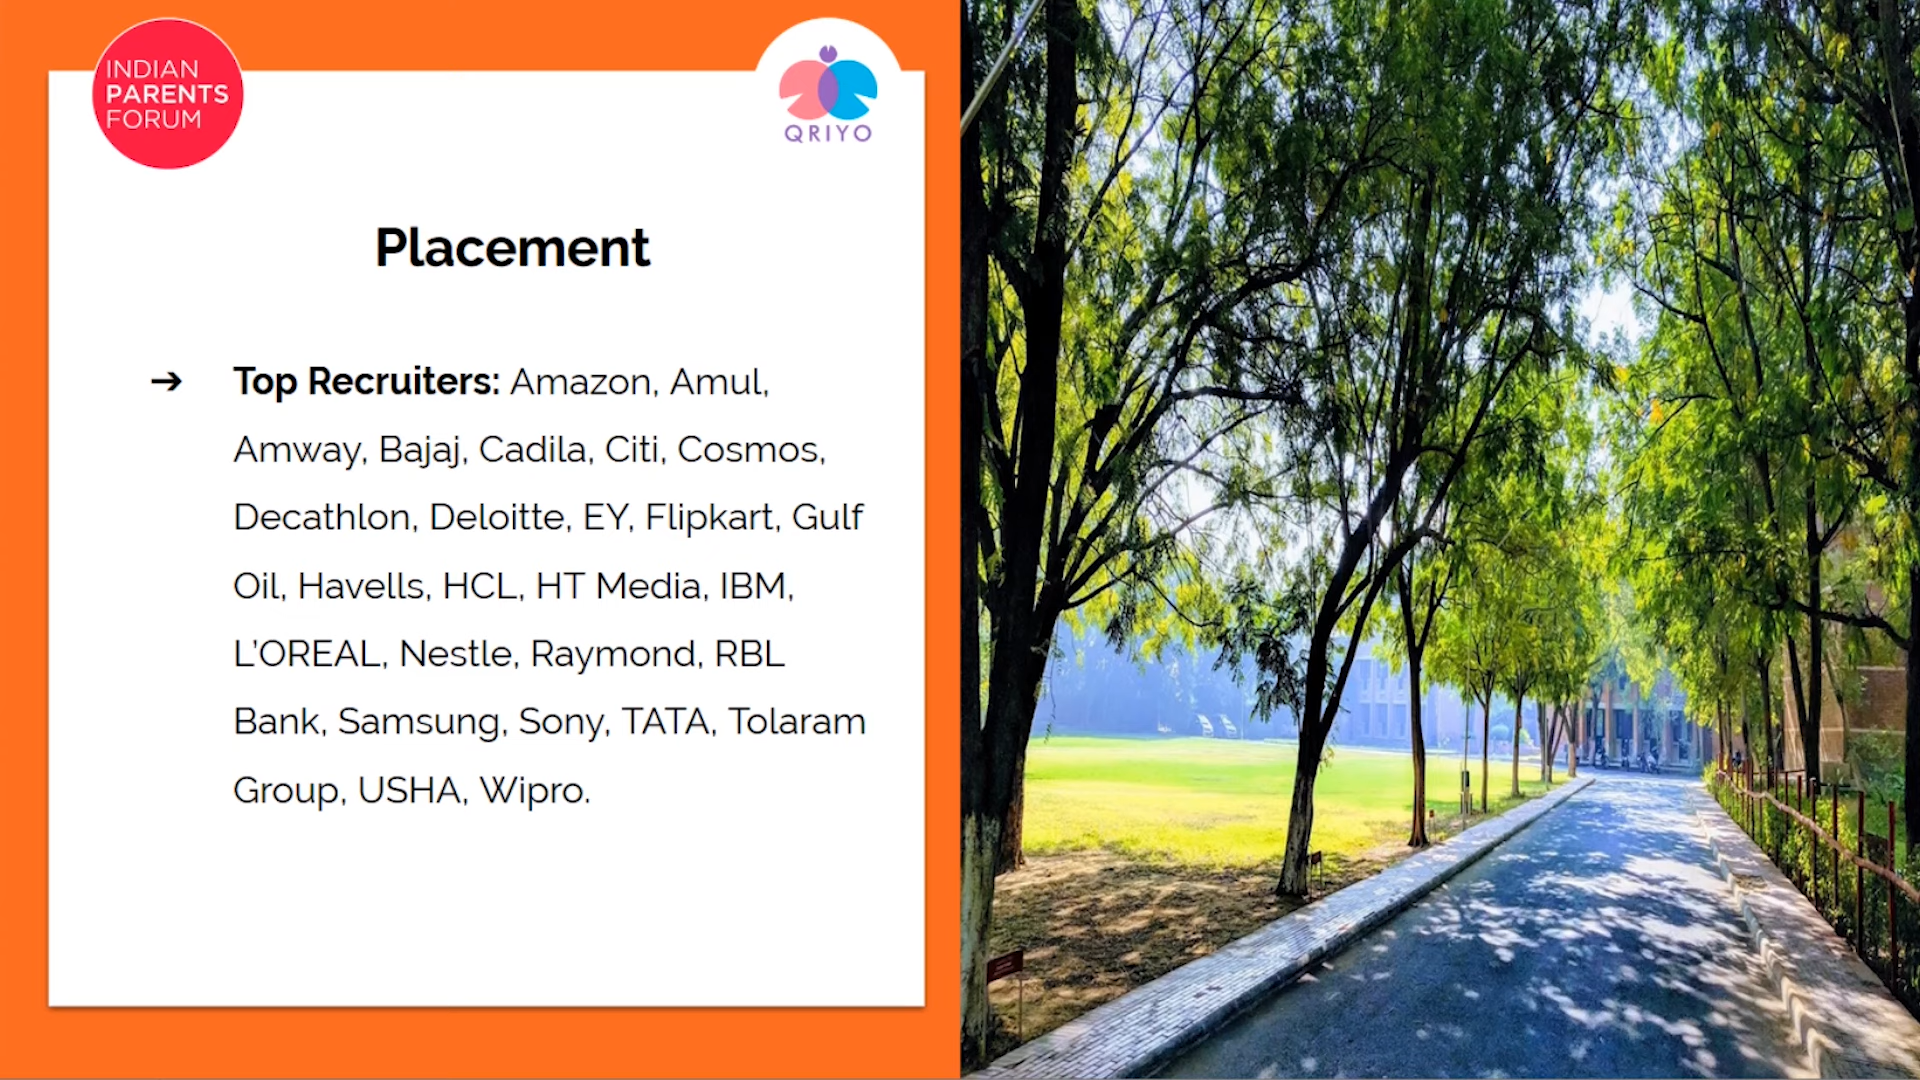 INDIAN
PARENTS
FORUM
QRIYO
Placement
➔ Top Recruiters: Amazon, Amul,
Amway, Bajaj, Cadila, Citi, Cosmos,
Decathlon, Deloitte, EY, Flipkart, Gulf
Oil, Havells, HCL, HT Media, IBM,
L'OREAL, Nestle, Raymond, RBL
Bank, Samsung, Sony, TATA, Tolaram
Group, USHA, Wipro.